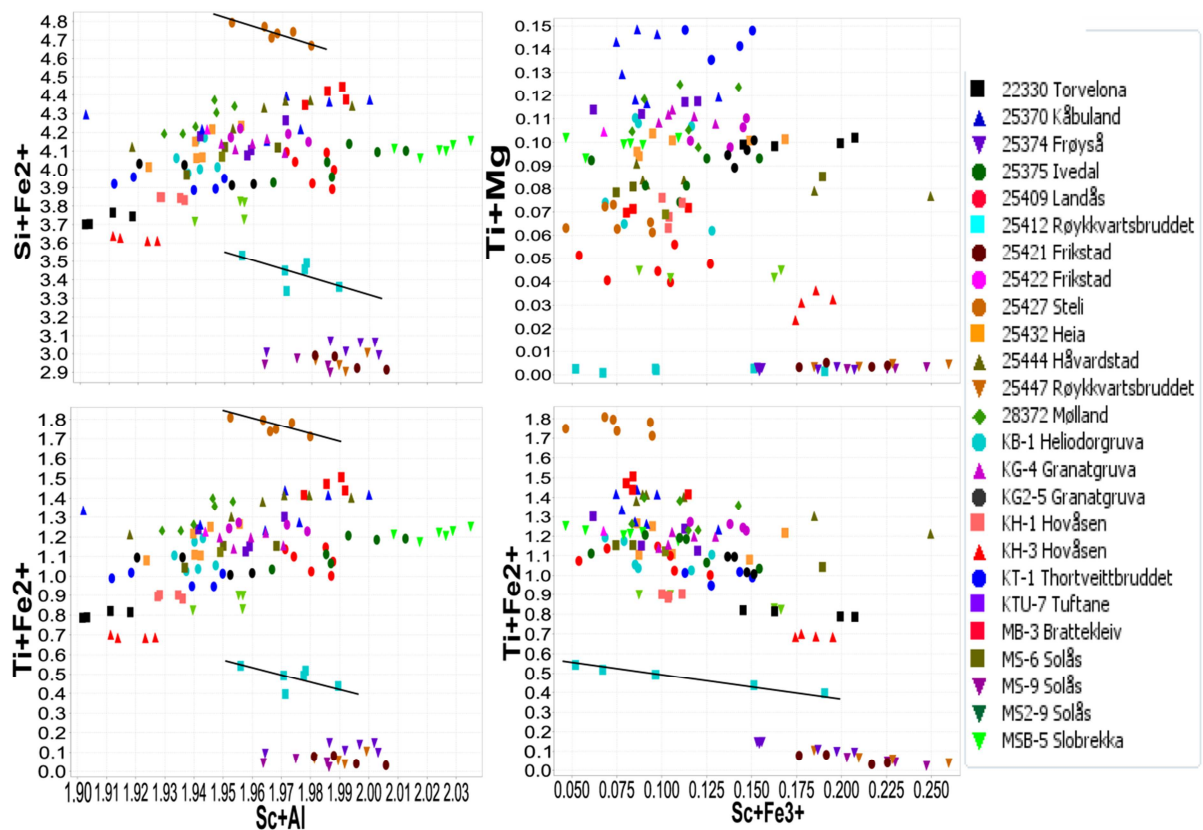 Si+Fe2+
4.8
4.7
4.6
4.5
4.4
4.3
4.2
4.1
4.0
3.9
3.8
3.7
3.6
3.5
3.4
3.3
3.2
3.1
3.0
2.9
Ti+Mg
0.15
0.14
0.13
0.12
0.11
0.10
0.09
0.08
0.07
0.06
0.05
0.04
0.03
0.02
0.01
0.00
Ti+Fe2+
1.8
1.7
1.6
1.5
1.4
1.3
1.2
1.1
1.0
0.9
0.8
0.7
0.6
0.5
0.4
0.3
0.2
0.1
0.0
1.90 1.91 1.92 1.93 1.94 1.95 1.96 1.97 1.98 1.99 2.00 2.01 2.02 2.03
Sc+Al
Ti+Fe2+
1.8
1.7
1.6
1.5
1.4
1.3
1.2
1.1
1.0
0.9
0.8
0.7
0.6
0.5
0.4
0.3
0.2
0.1
0.0
0.050 0.075 0.100 0.125 0.150 0.175 0.200 0.225 0.250
Sc+Fe3+
22330 Torvelona
25370 Kåbuland
25374 Frøyså
25375 Ivedal
25409 Landås
25412 Røykkvartsbruddet
25421 Frikstad
25422 Frikstad
25427 Steli
25432 Heia
25444 Håvardstad
25447 Røykkvartsbruddet
28372 Mølland
KB-1 Heliodorgruva
KG-4 Granatgruva
KG2-5 Granatgruva
KH-1 Hovåsen
KH-3 Hovåsen
KT-1 Thortveittbruddet
KTU-7 Tuftane
MB-3 Brattekleiv
MS-6 Solås
MS-9 Solås
MS2-9 Solås
MSB-5 Slobrekka